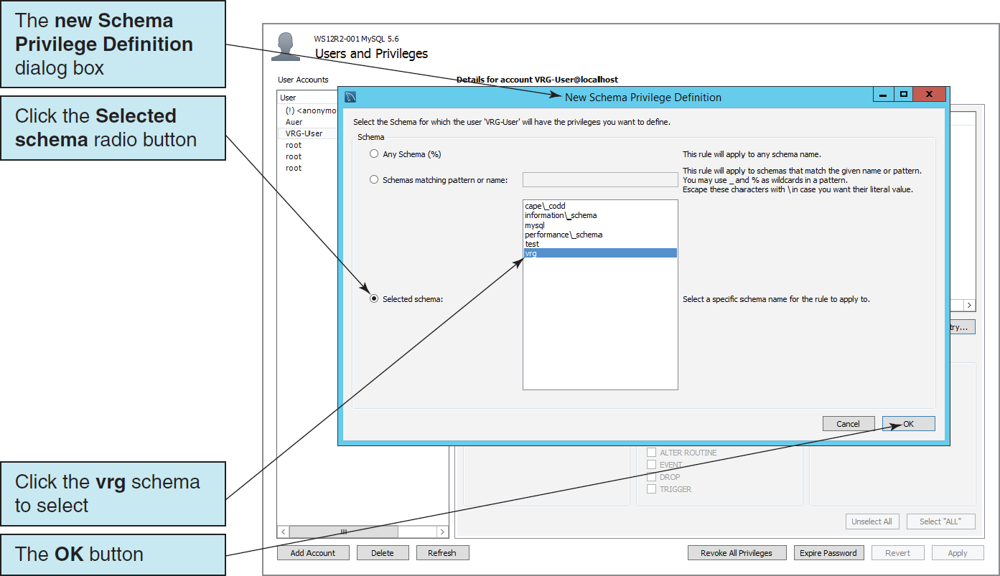 The new Schema
Privilege Definition
dialog box
Click the Selected
schema radio button
Click the vrg schema
to select
The OK button
WS12R2-001 MySQL 5.6
Users and Privileges
User Accounts
Details for account VRG-User@localhost
User
(!) <anonymo
Auer
VRG-User
root
root
root
New Schema Privilege Definition
Select the Schema for which the user 'VRG-User' will have the privileges you want to define.
Schema
Any Schema (%)
This rule will apply to any schema name.
Schemas matching pattern or name:
This rule will apply to schemas that match the given name or pattern.
You may use _ and % as wildcards in a pattern.
Escape these characters with \ in case you want their literal value.
cape\_codd
information\_schema
mysql
performance\_schema
test
vrg
Selected schema:
Select a specific schema name for the rule to apply to.
Cancel
OK
try...
ALTER ROUTINE
EVENT
DROP
TRIGGER
Unselect All
Select "ALL"
Add Account
Delete
Refresh
Revoke All Privileges
Expire Password
Revert
Apply